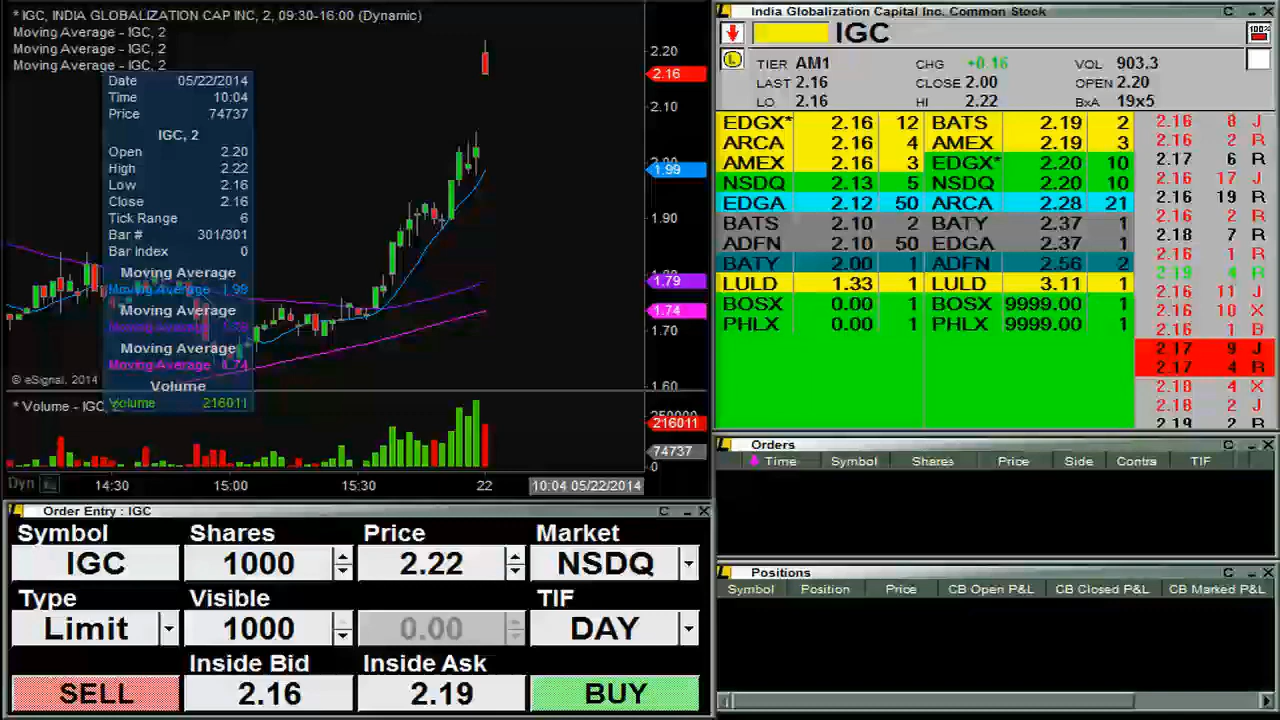 * IGC, INDIA GLOBALIZATION CAP INC, 2, 09:30-16:00 (Dynamic)
Moving Average - IGC, 2
Moving Average - IGC, 2
Moving Average - IGC, 2
Date 05/22/2014
Time 10:04
Price 74737
IGC, 2
Open 2.20
High 2.22
Low 2.16
Close 2.16
Tick Range 6
Bar # 301/301
Bar Index 0
Moving Average
Moving Average 1.99
Moving Average
Moving Average
Moving Average
Moving Average 1.74
Volume
Volume 216011
2.20
2.16
2.10
2.00
1.99
1.90
1.79
1.74
1.70
1.60
© eSignal, 2014
* Volume - IGC, 2
250000
216011
74737
0
Dyn
14:30 15:00 15:30 22 10:04 05/22/2014
India Globalization Capital Inc. Common Stock
IGC
100%
L
TIER AM1 CHG +0.16 VOL 903.3
LAST 2.16 CLOSE 2.00 OPEN 2.20
LO 2.16 HI 2.22 BxA 19x5
EDGX* 2.16 12 BATS 2.19 2
ARCA 2.16 4 AMEX 2.19 3
AMEX 2.16 3 EDGX* 2.20 10
NSDQ 2.13 5 NSDQ 2.20 10
EDGA 2.12 50 ARCA 2.28 21
BATS 2.10 2 BATY 2.37 1
ADFN 2.10 50 EDGA 2.37 1
BATY 2.00 1 ADFN 2.56 2
LULD 1.33 1 LULD 3.11 1
BOSX 0.00 1 BOSX 9999.00 1
PHLX 0.00 1 PHLX 9999.00 1
2.16 8 J
2.16 2 R
2.17 6 R
2.16 17 J
2.16 19 R
2.16 2 R
2.18 7 R
2.16 1 R
2.19 4 R
2.16 11 J
2.16 10 X
2.16 1 B
2.17 9 J
2.17 4 R
2.18 4 X
2.18 2 J
2.19 2 R
Orders
Time Symbol Shares Price Side Contra TIF
Positions
Symbol Position Price CB Open P&L CB Closed P&L CB Marked P&L
Order Entry : IGC
Symbol Shares Price Market
IGC 1000 2.22 NSDQ
Type Visible TIF
Limit 1000 0.00 DAY
Inside Bid Inside Ask
SELL 2.16 2.19 BUY